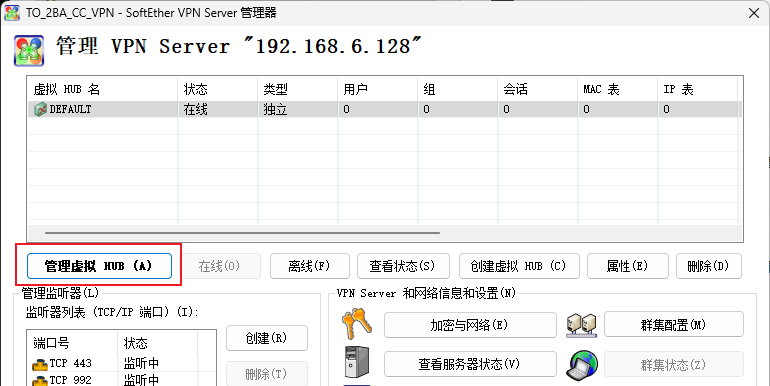 TO_2BA_CC_VPN - SoftEther VPN Server 管理器
管理 VPN Server "192.168.6.128"
虚拟 HUB 名 状态 类型 用户 组 会话 MAC 表 IP 表
DEFAULT 在线 独立 0 0 0 0 0
管理虚拟 HUB (A) 在线(O) 离线(F) 查看状态(S) 创建虚拟 HUB (C) 属性(E) 删除(D)
管理监听器(L) VPN Server 和网络信息和设置(N)
监听器列表 (TCP/IP 端口)(I):
创建(R) 加密与网络(E) 群集配置(M)
端口号 状态
TCP 443 监听中
查看服务器状态(V) 群集状态(Z)
删除(T)
TCP 992 监听中